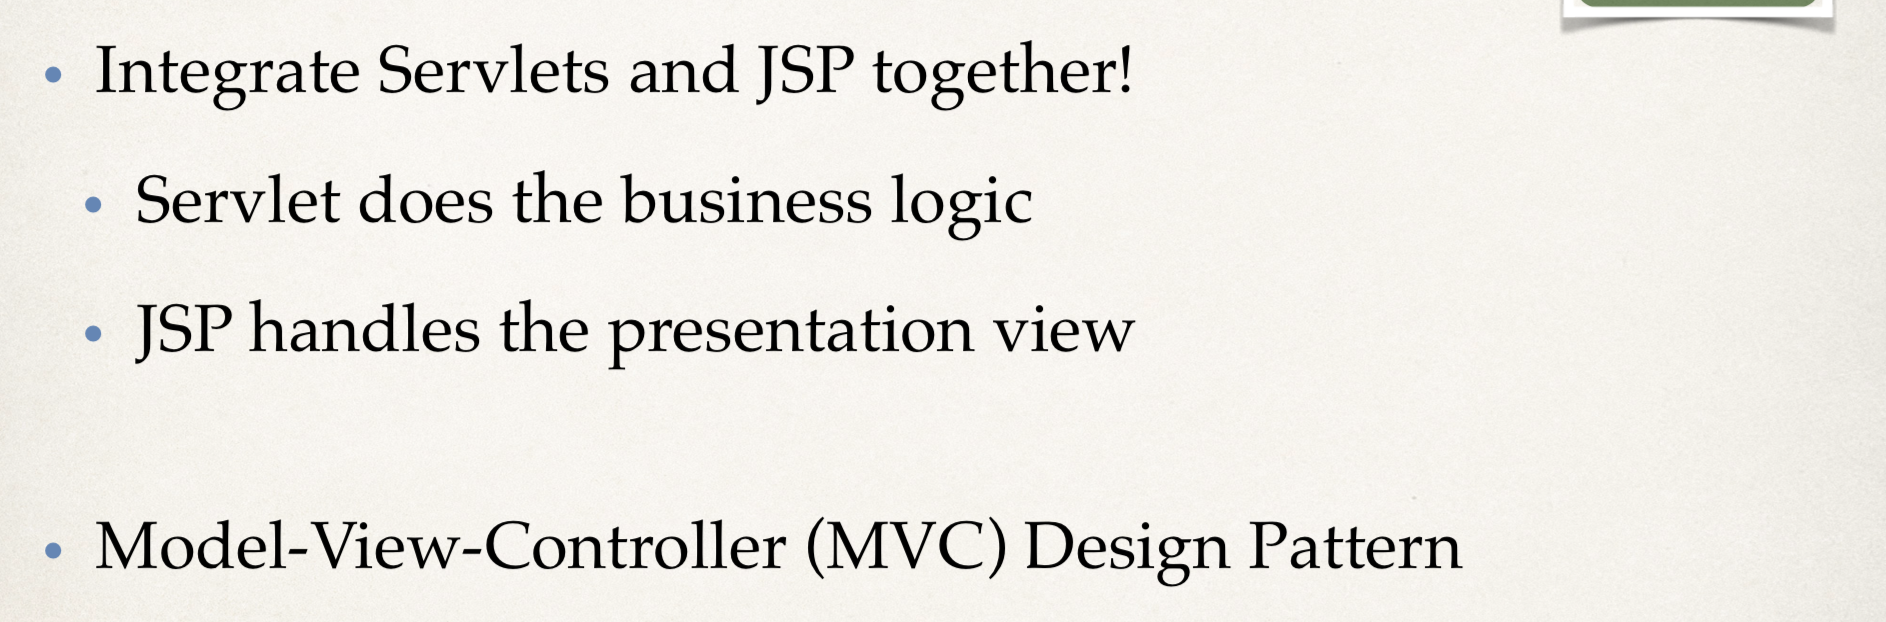 • Integrate Servlets and JSP together!
• Servlet does the business logic
• JSP handles the presentation view
• Model-View-Controller (MVC) Design Pattern